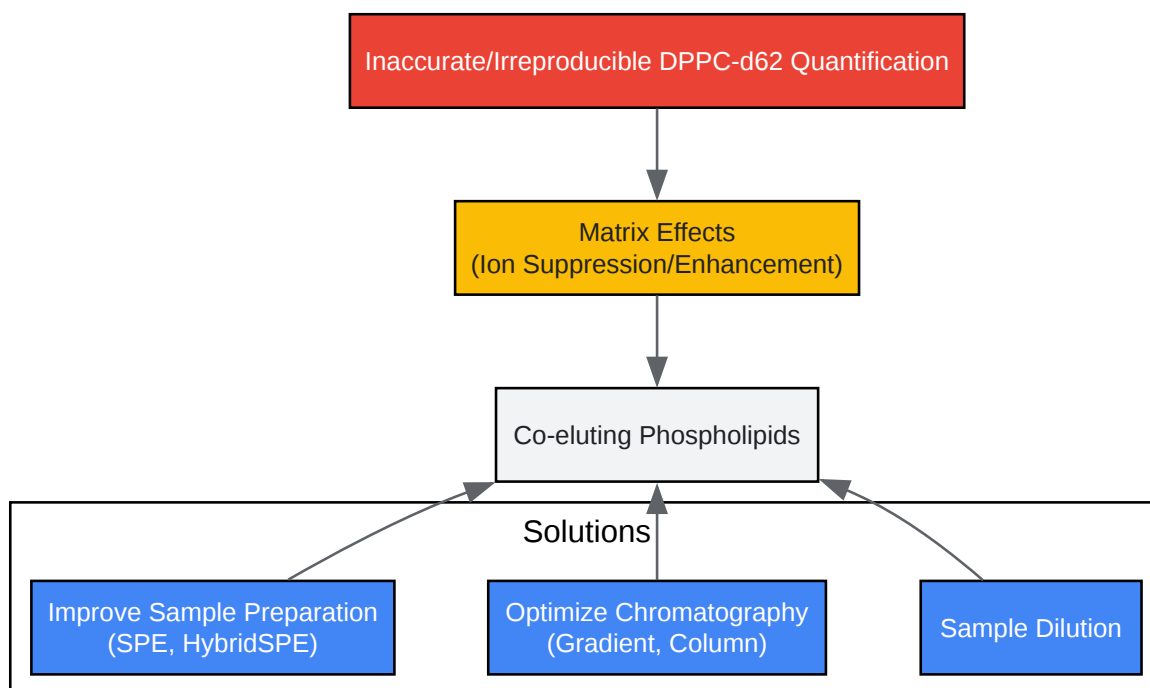 Inaccurate/Irreproducible DPPC-d62 Quantification
Matrix Effects
(Ion Suppression/Enhancement)
Co-eluting Phospholipids
Solutions
Improve Sample Preparation
(SPE, HybridSPE)
Optimize Chromatography
(Gradient, Column)
Sample Dilution